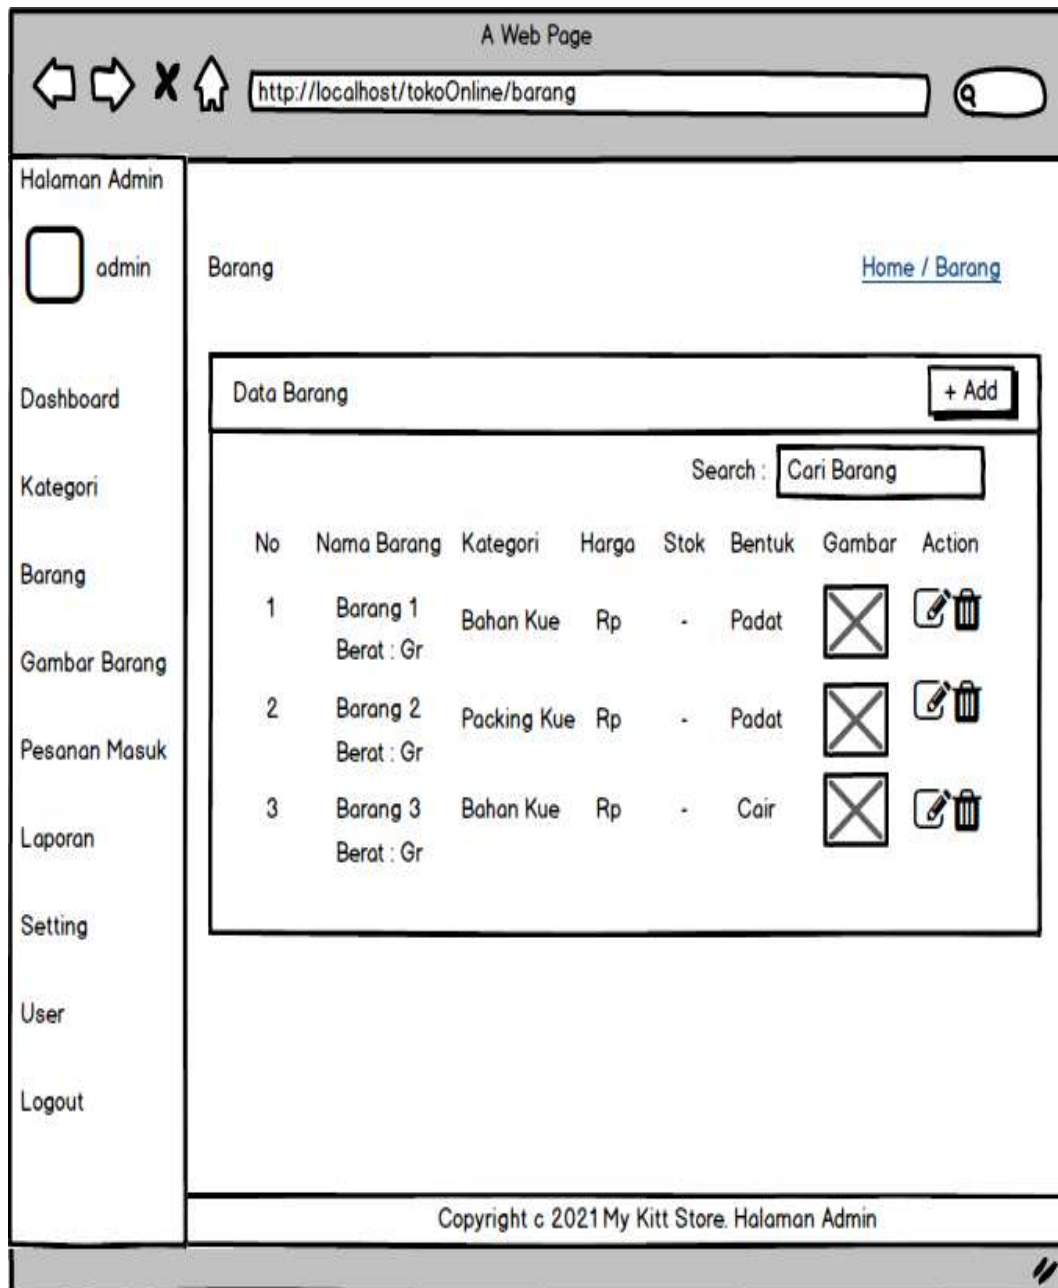 A Web Page
http://localhost/tokoOnline/barang
Halaman Admin
admin
Dashboard
Kategori
Barang
Gambar Barang
Pesanan Masuk
Laporan
Setting
User
Logout
Barang
Home / Barang
Data Barang
+ Add
Search : Cari Barang
No Nama Barang Kategori Harga Stok Bentuk Gambar Action
1 Barang 1 Bahan Kue Rp - Padat
Berat : Gr
2 Barang 2 Packing Kue Rp - Padat
Berat : Gr
3 Barang 3 Bahan Kue Rp - Cair
Berat : Gr
Copyright c 2021 My Kitt Store. Halaman Admin